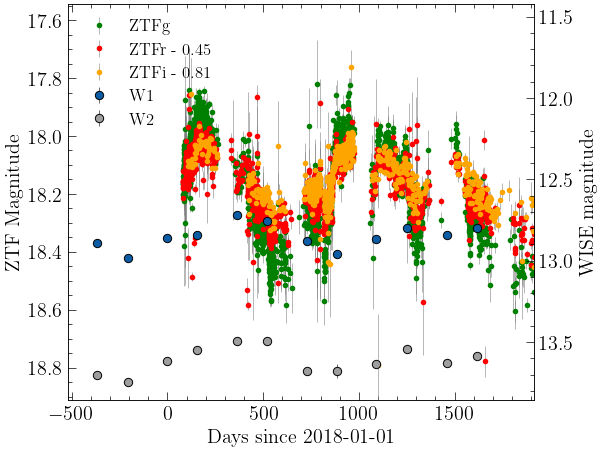 17.6
17.8
18.0
18.2
18.4
18.6
18.8
ZTF Magnitude
11.5
12.0
12.5
13.0
13.5
WISE magnitude
ZTFg
ZTFr - 0.45
ZTFi - 0.81
W1
W2
−500
0
500
1000
1500
Days since 2018-01-01